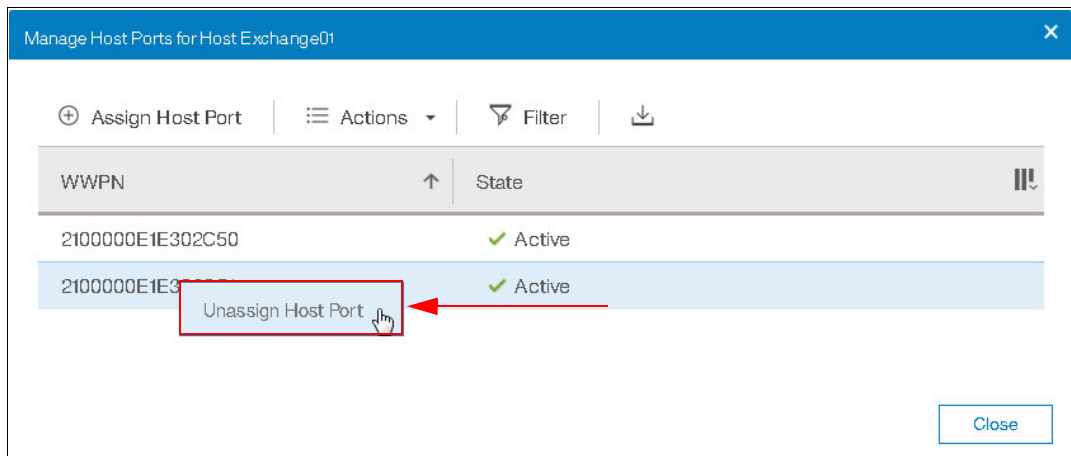 Manage Host Ports for Host Exchange01
Assign Host Port Actions Filter
WWPN State
2100000E1E302C50 Active
Active
Unassign Host Port
Close